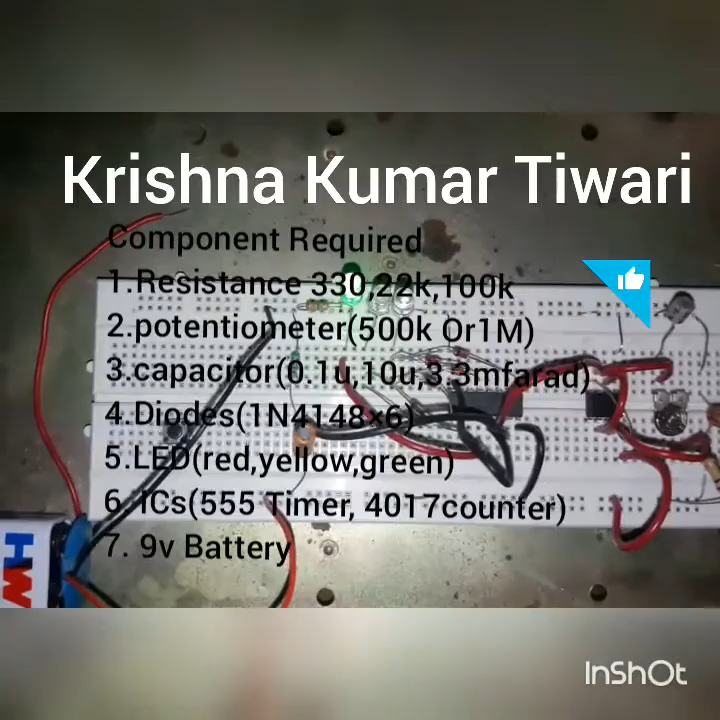 Krishna Kumar Tiwari
Component Required
1.Resistance 330,22k,100k
2.potentiometer(500k Or1M)
3.capacitor(0.1u,10u,3.3mfarad)
4.Diodes(1N4148×6)
5.LED(red,yellow,green)
6.ICs(555 Timer, 4017counter)
7. 9v Battery
HW
InShOt